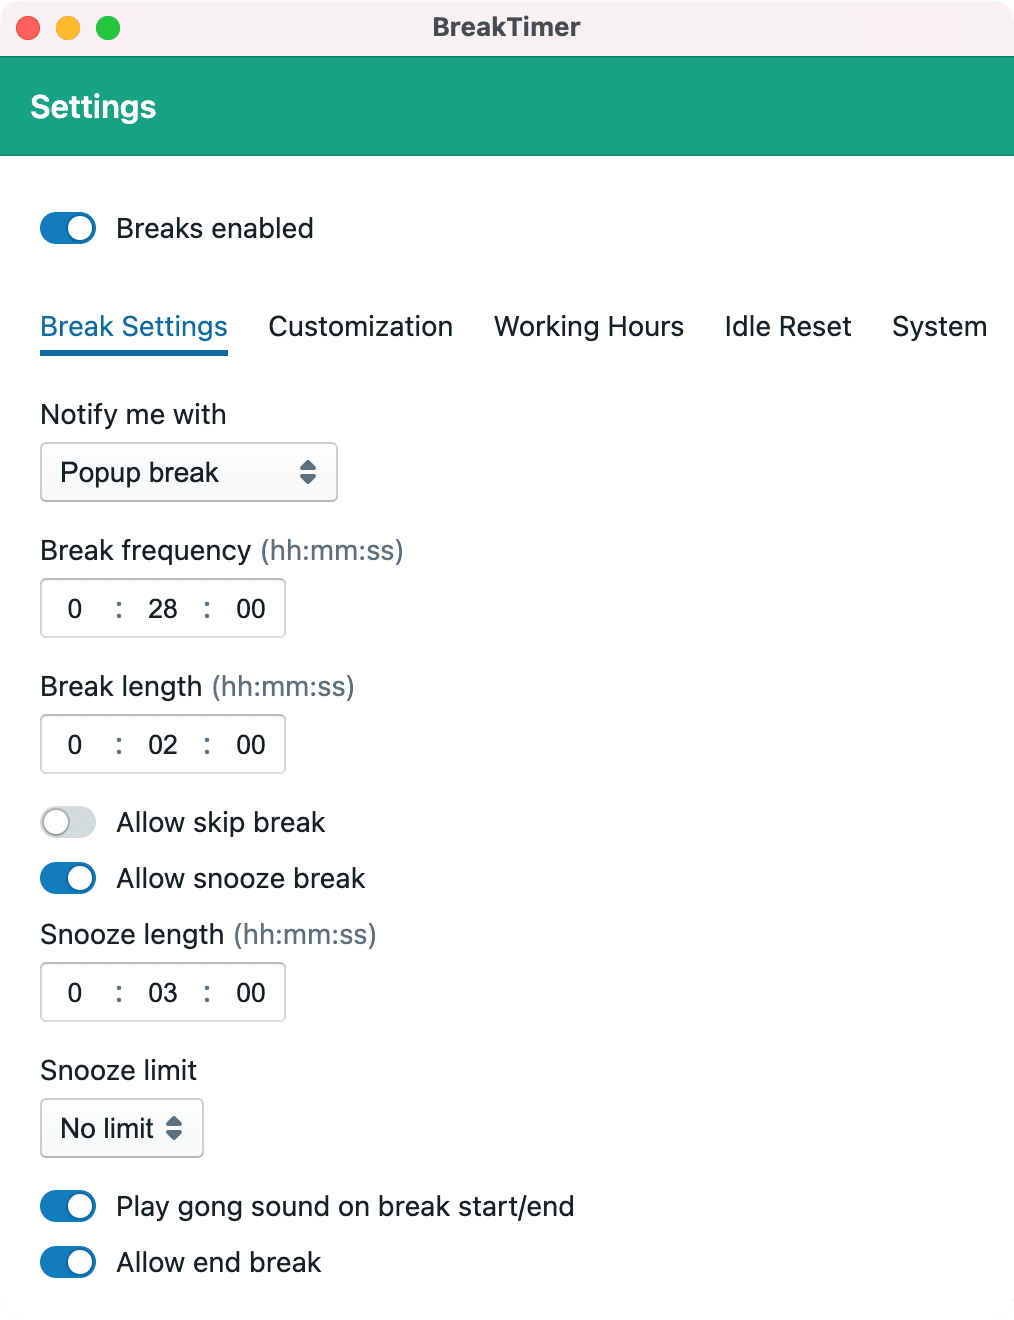 BreakTimer
Settings
Breaks enabled
Break Settings Customization Working Hours Idle Reset System
Notify me with
Popup break
Break frequency (hh:mm:ss)
0 : 28 : 00
Break length (hh:mm:ss)
0 : 02 : 00
Allow skip break
Allow snooze break
Snooze length (hh:mm:ss)
0 : 03 : 00
Snooze limit
No limit
Play gong sound on break start/end
Allow end break